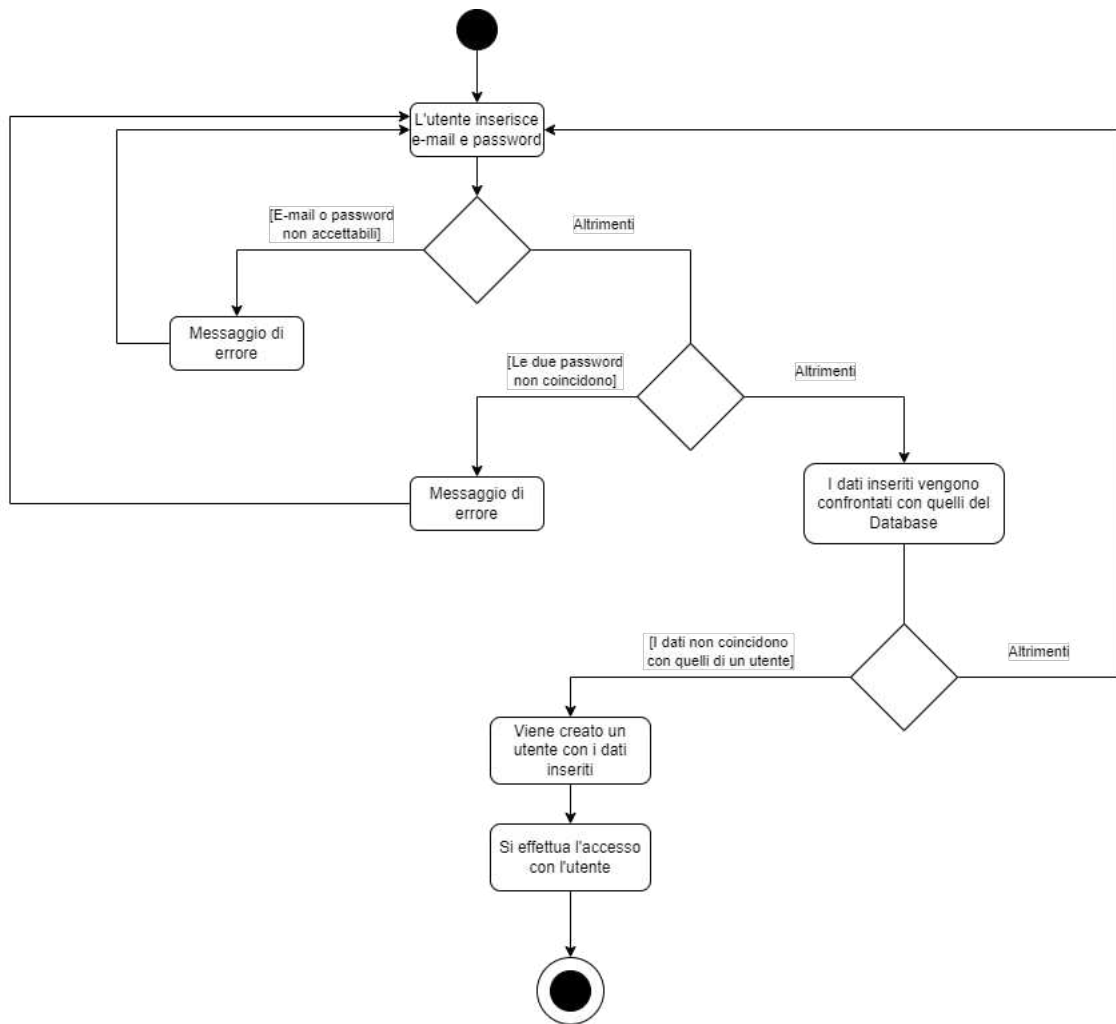 L'utente inserisce
e-mail e password
[E-mail o password
non accettabili]
Altrimenti
Messaggio di
errore
[Le due password
non coincidono]
Altrimenti
Messaggio di
errore
I dati inseriti vengono
confrontati con quelli del
Database
[I dati non coincidono
con quelli di un utente]
Altrimenti
Viene creato un
utente con i dati
inseriti
Si effettua l'accesso
con l'utente